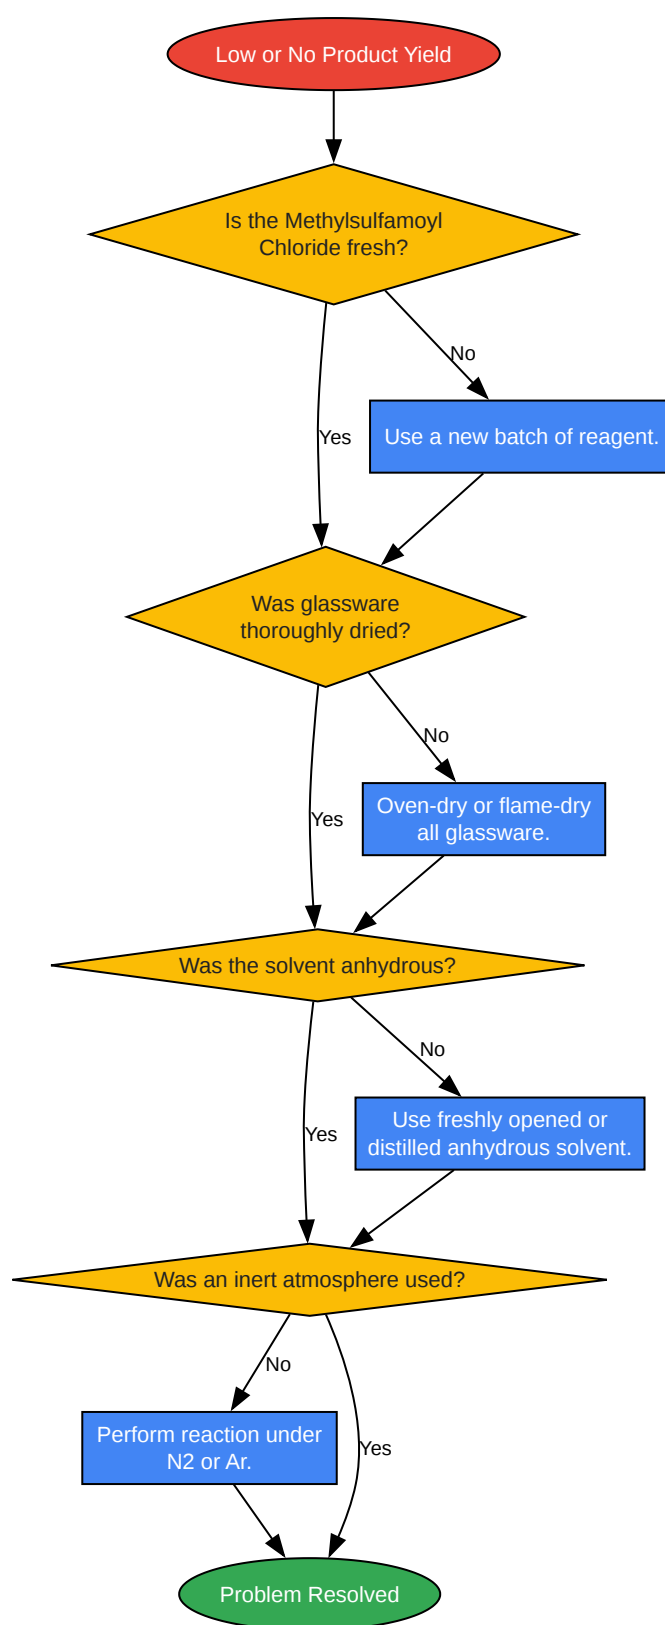 Low or No Product Yield
Is the Methylsulfamoyl
Chloride fresh?
No
Yes
Use a new batch of reagent.
Was glassware
thoroughly dried?
No
Yes
Oven-dry or flame-dry
all glassware.
Was the solvent anhydrous?
No
Yes
Use freshly opened or
distilled anhydrous solvent.
Was an inert atmosphere used?
No
Perform reaction under
N2 or Ar.
Yes
Problem Resolved